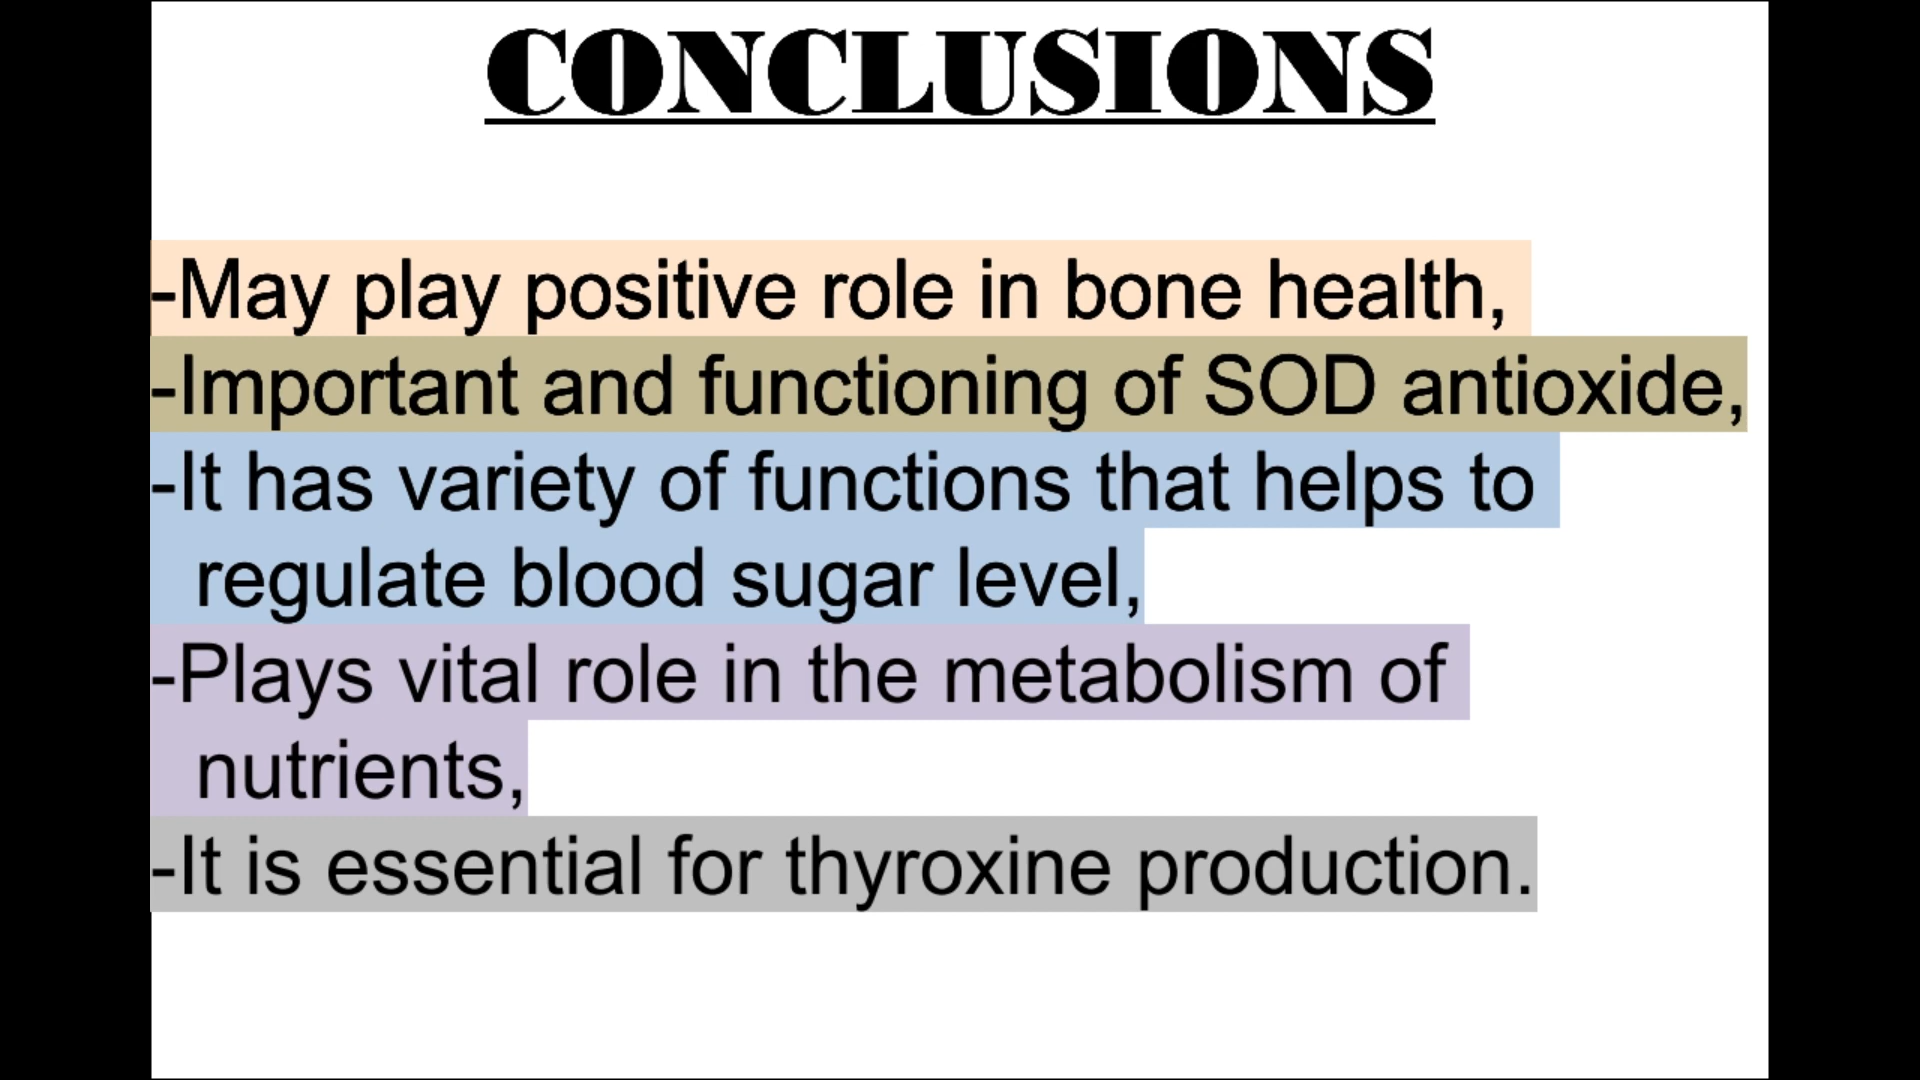 CONCLUSIONS
-May play positive role in bone health,
-Important and functioning of SOD antioxide,
-It has variety of functions that helps to
regulate blood sugar level,
-Plays vital role in the metabolism of
nutrients,
-It is essential for thyroxine production.